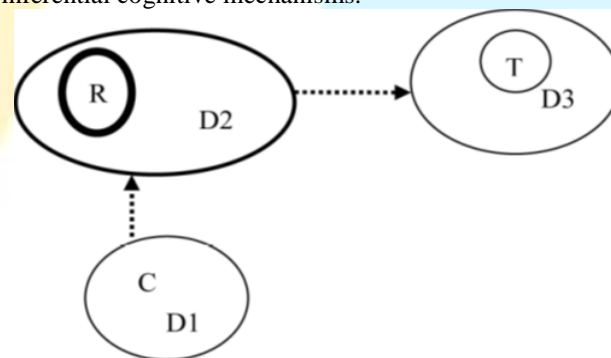 inferential cognitive mechanisms.
R
T
D2
D3
C
D1